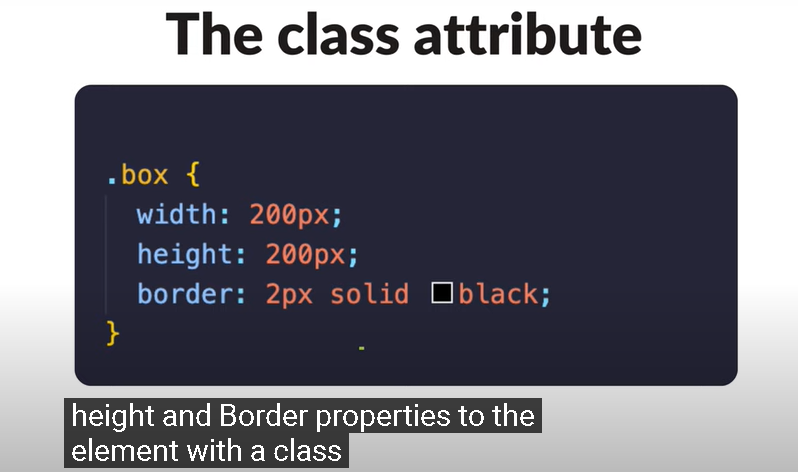 The class attribute
.box {
width: 200px;
height: 200px;
border: 2px solid black;
}
height and Border properties to the
element with a class